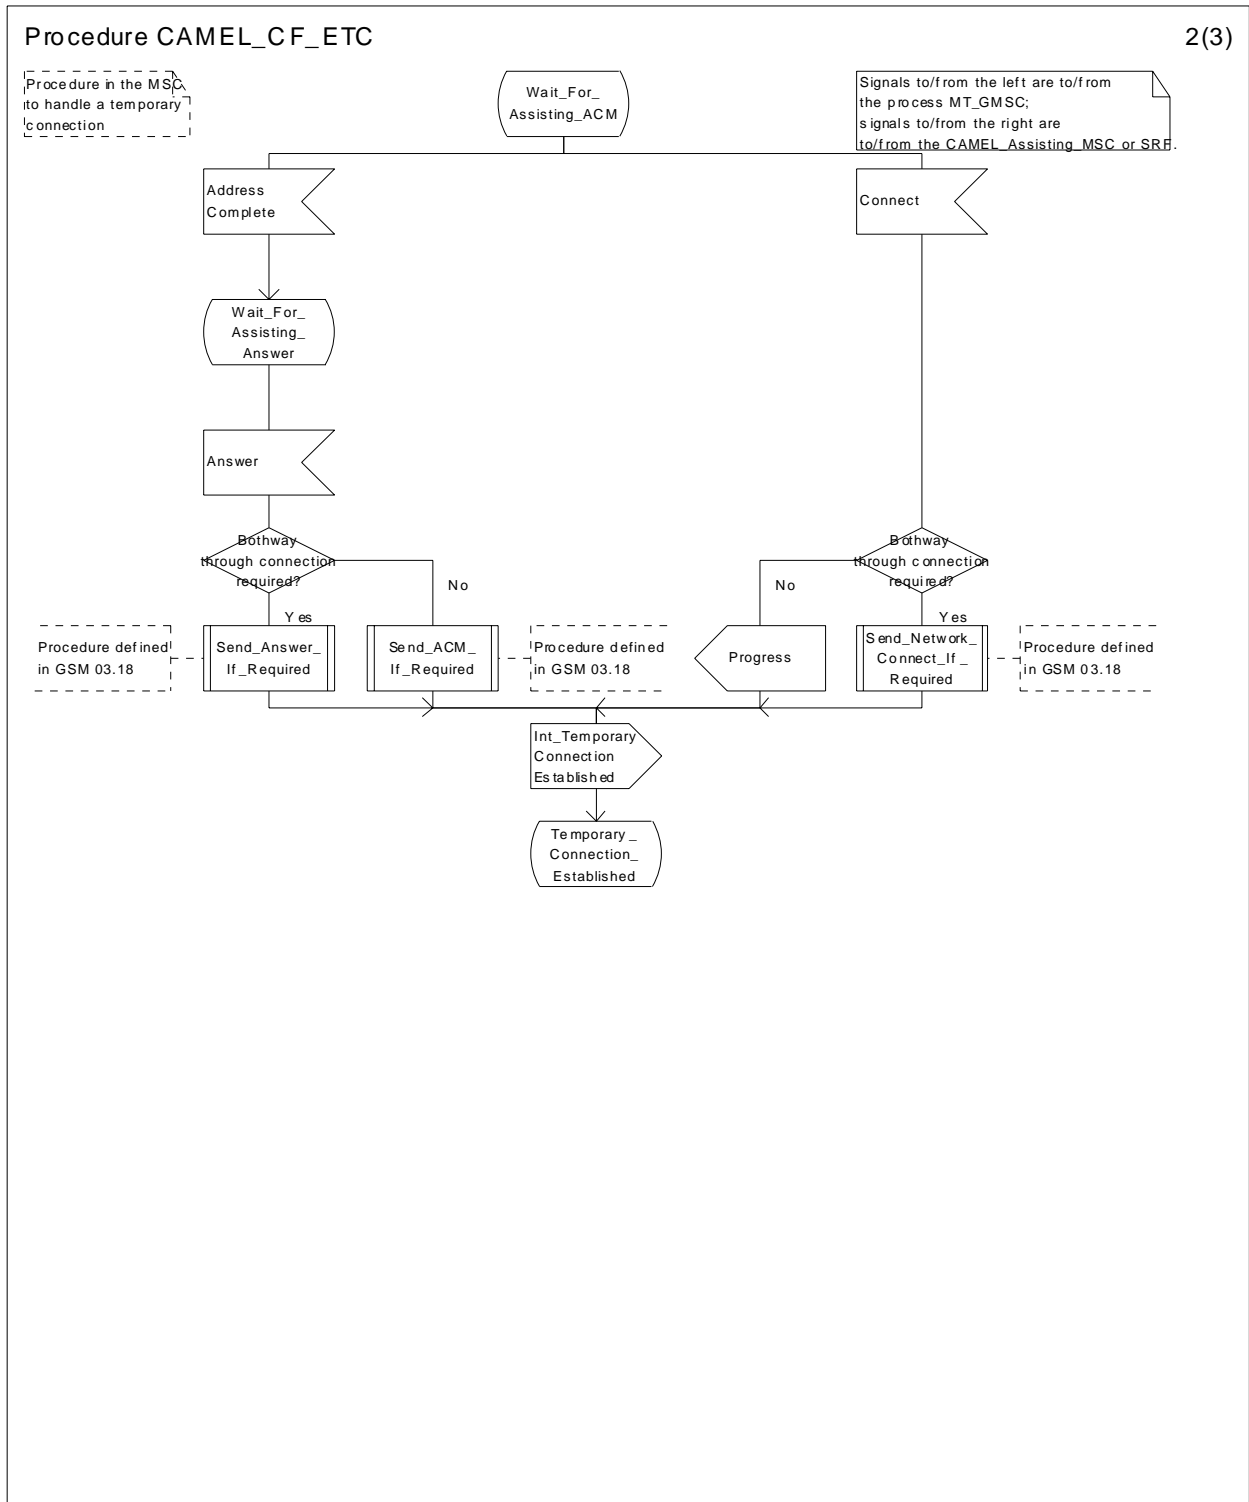 Procedure CAMEL_CF_ETC
2(3)
Procedure in the MSC
to handle a temporary
connection
Wait_For_
Assisting_ACM
Signals to/from the left are to/from
the process MT_GMSC;
signals to/from the right are
to/from the CAMEL_Assisting_MSC or SRF.
Address
Complete
Connect
Wait_For_
Assisting_
Answer
Answer
Bothway
through connection
required?
No
Yes
Bothway
through connection
required?
No
Yes
Procedure defined
in GSM 03.18
Send_Answer_
If_Required
Send_ACM_
If_Required
Procedure defined
in GSM 03.18
Progress
Send_Network_
Connect_If_
Required
Procedure defined
in GSM 03.18
Int_Temporary
Connection
Established
Temporary_
Connection_
Established